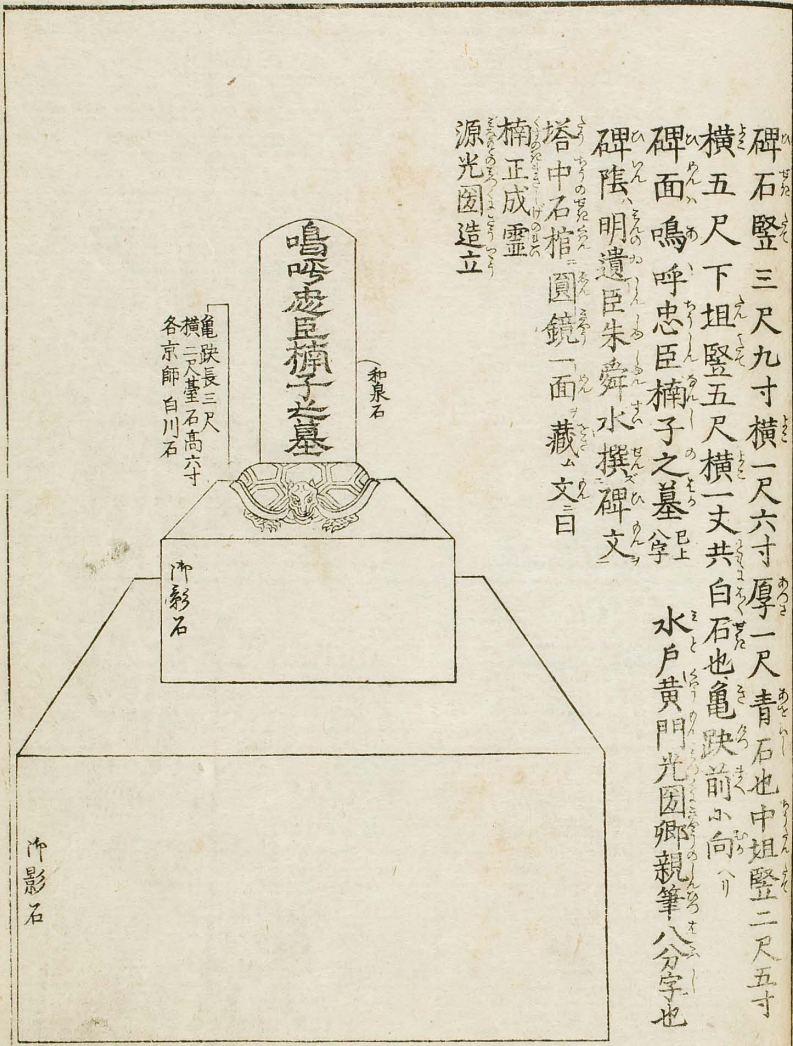 碑石竪三尺九寸横一尺六寸厚一尺青石也中坦竪二尺五寸
横五尺下坦竪五尺横一丈共白石也亀趺前ニ向ヘリ
碑面嗚呼忠臣楠子之墓已上八字 水戸黄門光圀卿親筆八分字也
碑陰ハ明遺臣朱舜水撰ズ碑文ヲ
塔中石棺ニ圓鏡一面ヲ藏ム文ニ曰
楠正成霊
源光圀造立
嗚呼忠臣楠子之墓
和泉石
亀趺長三尺
横二尺臺石高六寸
各京師白川石
御影石
御影石